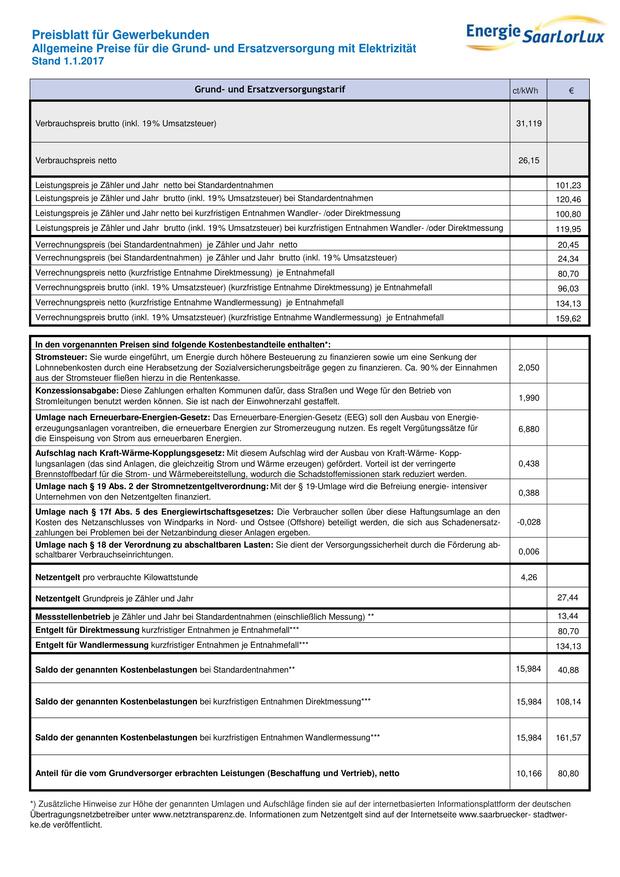 Preisblatt für Gewerbekunden
Allgemeine Preise für die Grund- und Ersatzversorgung mit Elektrizität
Stand 1.1.2017
Energie SaarLorLux
Grund- und Ersatzversorgungstarif ct/kWh €
Verbrauchspreis brutto (inkl. 19% Umsatzsteuer) 31,119
Verbrauchspreis netto 26,15
Leistungspreis je Zähler und Jahr netto bei Standardentnahmen 101,23
Leistungspreis je Zähler und Jahr brutto (inkl. 19% Umsatzsteuer) bei Standardentnahmen 120,46
Leistungspreis je Zähler und Jahr netto bei kurzfristigen Entnahmen Wandler- /oder Direktmessung 100,80
Leistungspreis je Zähler und Jahr brutto (inkl. 19% Umsatzsteuer) bei kurzfristigen Entnahmen Wandler- /oder Direktmessung 119,95
Verrechnungspreis (bei Standardentnahmen) je Zähler und Jahr netto 20,45
Verrechnungspreis (bei Standardentnahmen) je Zähler und Jahr brutto (inkl. 19% Umsatzsteuer) 24,34
Verrechnungspreis netto (kurzfristige Entnahme Direktmessung) je Entnahmefall 80,70
Verrechnungspreis brutto (inkl. 19% Umsatzsteuer) (kurzfristige Entnahme Direktmessung) je Entnahmefall 96,03
Verrechnungspreis netto (kurzfristige Entnahme Wandlermessung) je Entnahmefall 134,13
Verrechnungspreis brutto (inkl. 19% Umsatzsteuer) (kurzfristige Entnahme Wandlermessung) je Entnahmefall 159,62
In den vorgenannten Preisen sind folgende Kostenbestandteile enthalten*:
Stromsteuer: Sie wurde eingeführt, um Energie durch höhere Besteuerung zu finanzieren sowie um eine Senkung der
Lohnnebenkosten durch eine Herabsetzung der Sozialversicherungsbeiträge gegen zu finanzieren. Ca. 90% der Einnahmen
aus der Stromsteuer fließen hierzu in die Rentenkasse. 2,050
Konzessionsabgabe: Diese Zahlungen erhalten Kommunen dafür, dass Straßen und Wege für den Betrieb von
Stromleitungen benutzt werden können. Sie ist nach der Einwohnerzahl gestaffelt. 1,990
Umlage nach Erneuerbare-Energien-Gesetz: Das Erneuerbare-Energien-Gesetz (EEG) soll den Ausbau von Energie-
erzeugungsanlagen vorantreiben, die erneuerbare Energien zur Stromerzeugung nutzen. Es regelt Vergütungssätze für
die Einspeisung von Strom aus erneuerbaren Energien. 6,880
Aufschlag nach Kraft-Wärme-Kopplungsgesetz: Mit diesem Aufschlag wird der Ausbau von Kraft-Wärme- Kopp-
lungsanlagen (das sind Anlagen, die gleichzeitig Strom und Wärme erzeugen) gefördert. Vorteil ist der verringerte
Brennstoffbedarf für die Strom- und Wärmebereitstellung, wodurch die Schadstoffemissionen stark reduziert werden. 0,438
Umlage nach § 19 Abs. 2 der Stromnetzentgeltverordnung: Mit der § 19-Umlage wird die Befreiung energie- intensiver
Unternehmen von den Netzentgelten finanziert. 0,388
Umlage nach § 17f Abs. 5 des Energiewirtschaftsgesetzes: Die Verbraucher sollen über diese Haftungsumlage an den
Kosten des Netzanschlusses von Windparks in Nord- und Ostsee (Offshore) beteiligt werden, die sich aus Schadenersatz-
zahlungen bei Problemen bei der Netzanbindung dieser Anlagen ergeben. -0,028
Umlage nach § 18 der Verordnung zu abschaltbaren Lasten: Sie dient der Versorgungssicherheit durch die Förderung ab-
schaltbarer Verbrauchseinrichtungen. 0,006
Netzentgelt pro verbrauchte Kilowattstunde 4,26
Netzentgelt Grundpreis je Zähler und Jahr 27,44
Messstellenbetrieb je Zähler und Jahr bei Standardentnahmen (einschließlich Messung) ** 13,44
Entgelt für Direktmessung kurzfristiger Entnahmen je Entnahmefall*** 80,70
Entgelt für Wandlermessung kurzfristiger Entnahmen je Entnahmefall*** 134,13
Saldo der genannten Kostenbelastungen bei Standardentnahmen** 15,984 40,88
Saldo der genannten Kostenbelastungen bei kurzfristigen Entnahmen Direktmessung*** 15,984 108,14
Saldo der genannten Kostenbelastungen bei kurzfristigen Entnahmen Wandlermessung*** 15,984 161,57
Anteil für die vom Grundversorger erbrachten Leistungen (Beschaffung und Vertrieb), netto 10,166 80,80
*) Zusätzliche Hinweise zur Höhe der genannten Umlagen und Aufschläge finden sie auf der internetbasierten Informationsplattform der deutschen
Übertragungsnetzbetreiber unter www.netztransparenz.de. Informationen zum Netzentgelt sind auf der Internetseite www.saarbruecker- stadtwer-
ke.de veröffentlicht.